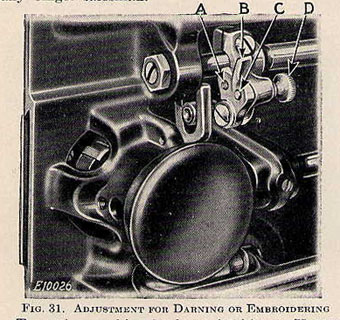 A B C D
E10026
FIG. 31. ADJUSTMENT FOR DARNING OR EMBROIDERING